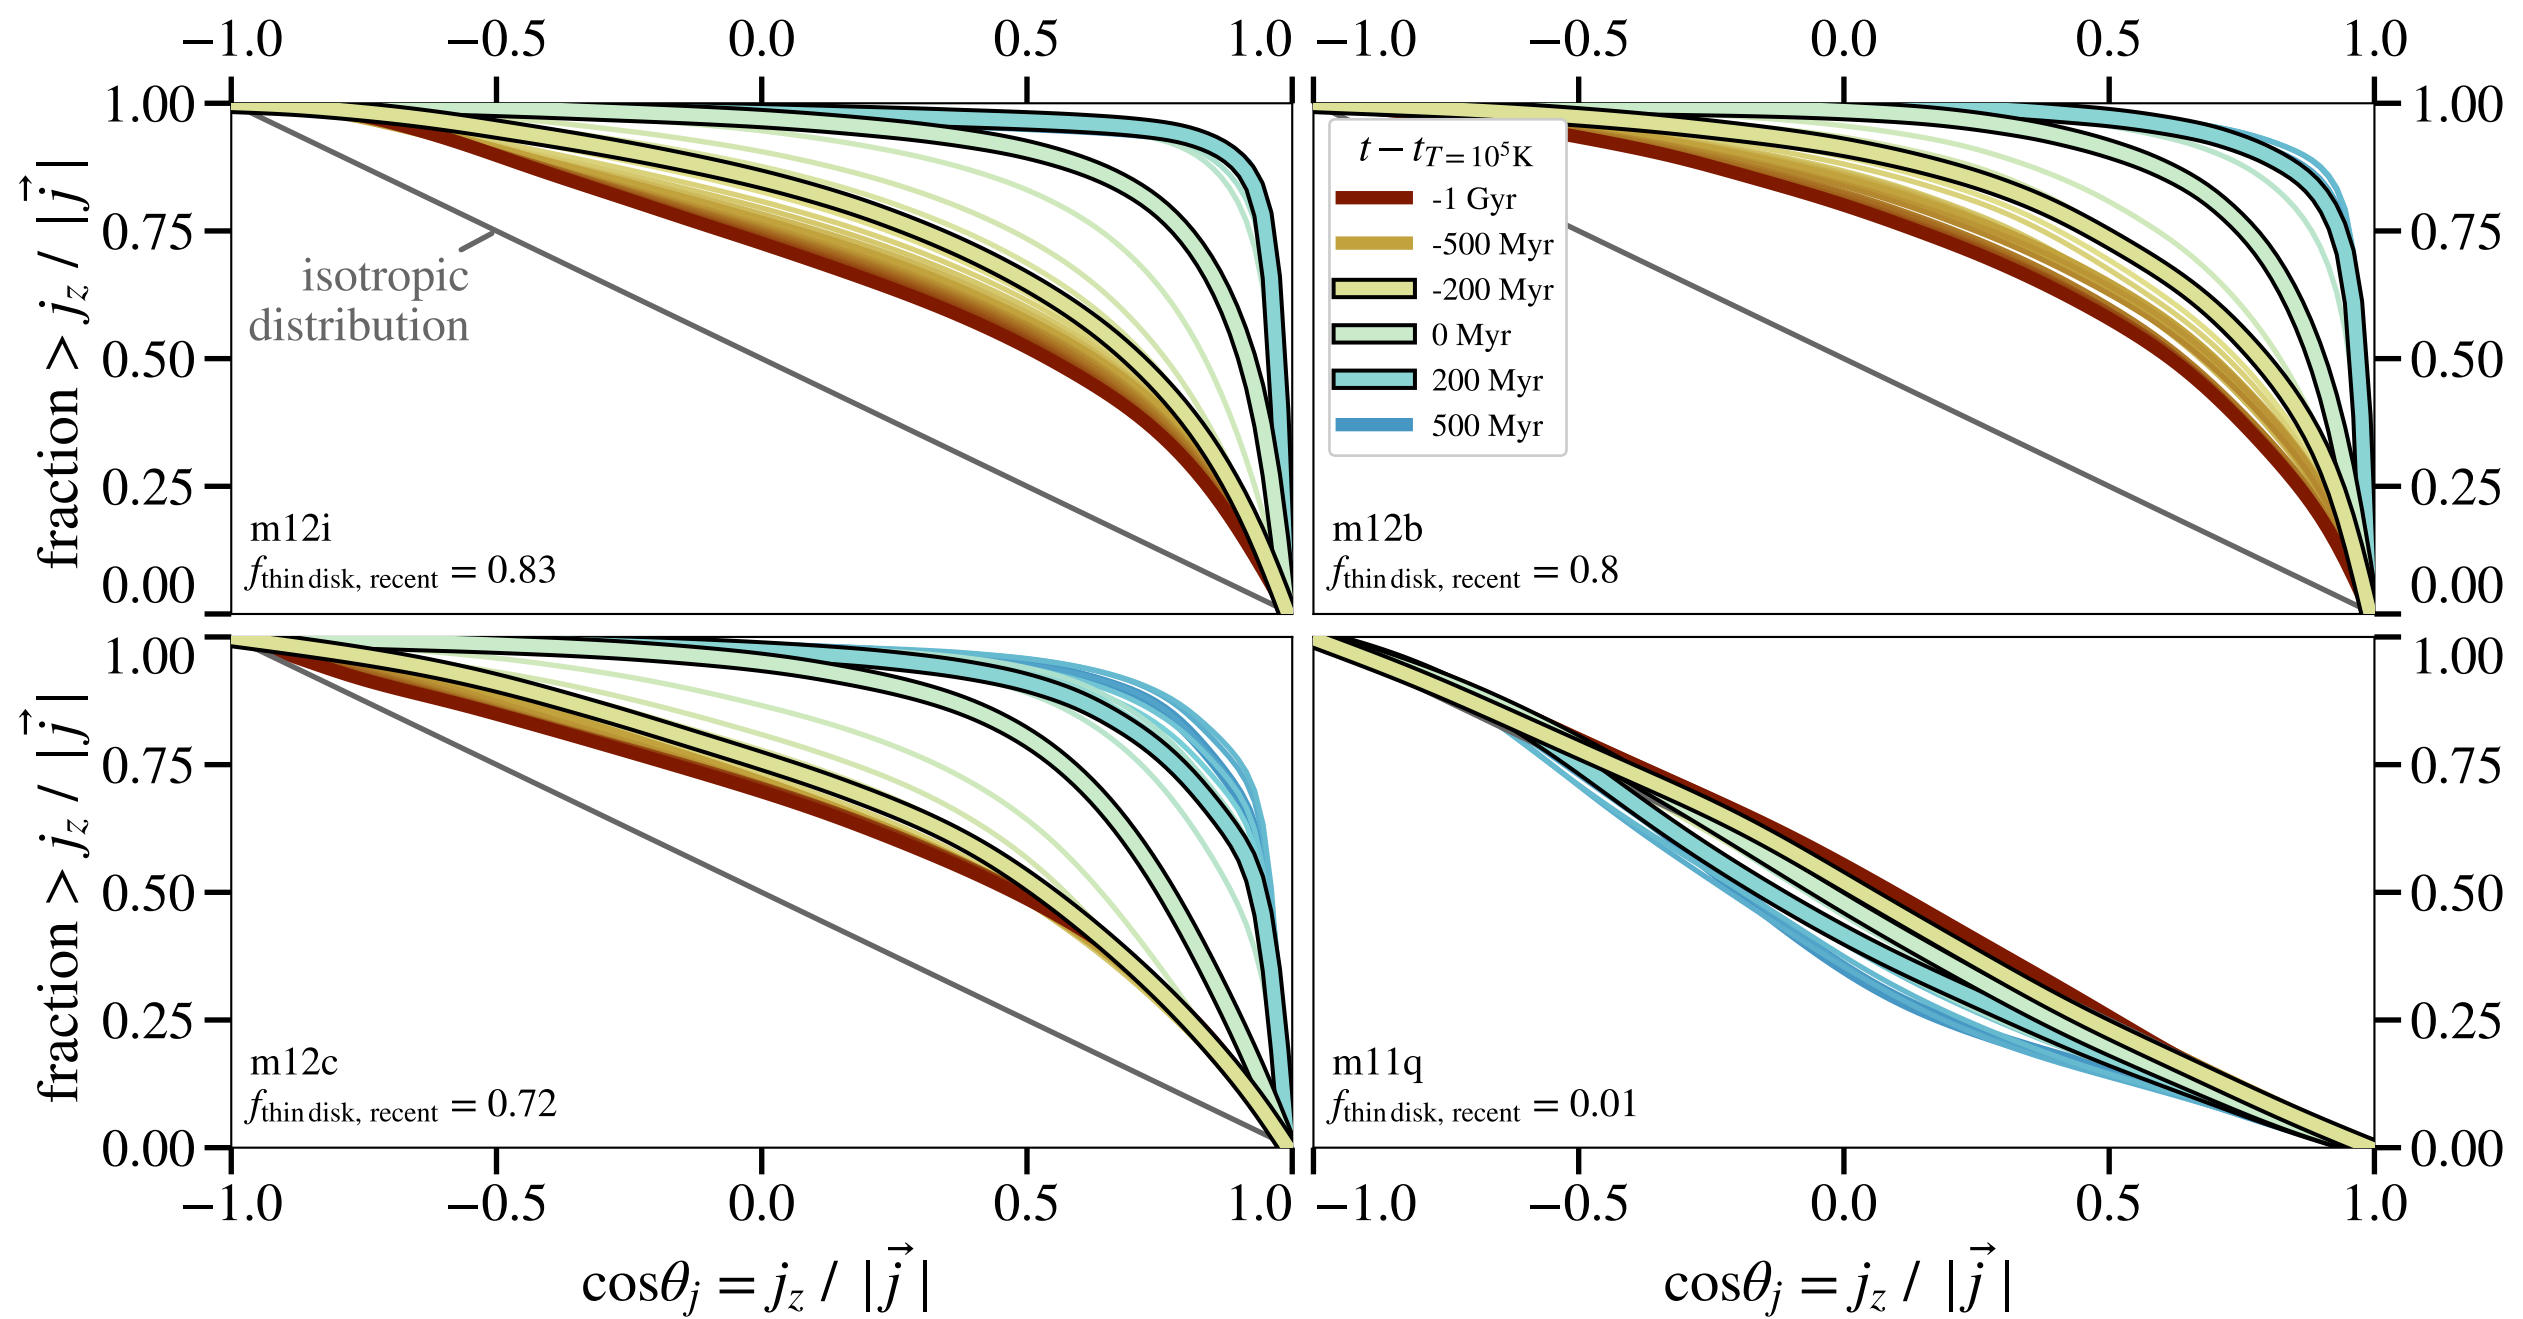 −1.0 −0.5 0.0 0.5 1.0 −1.0 −0.5 0.0 0.5 1.0
1.00
0.75
0.50
0.25
0.00
fraction > j_z / |j⃗|
isotropic
distribution
m12i
f_thin disk, recent = 0.83
t − t_{T=10^5K}
-1 Gyr
-500 Myr
-200 Myr
0 Myr
200 Myr
500 Myr
m12b
f_thin disk, recent = 0.8
1.00
0.75
0.50
0.25
0.00
1.00
0.75
0.50
0.25
0.00
fraction > j_z / |j⃗|
m12c
f_thin disk, recent = 0.72
m11q
f_thin disk, recent = 0.01
1.00
0.75
0.50
0.25
0.00
−1.0 −0.5 0.0 0.5 1.0 −1.0 −0.5 0.0 0.5 1.0
cosθ_j = j_z / |j⃗|
cosθ_j = j_z / |j⃗|